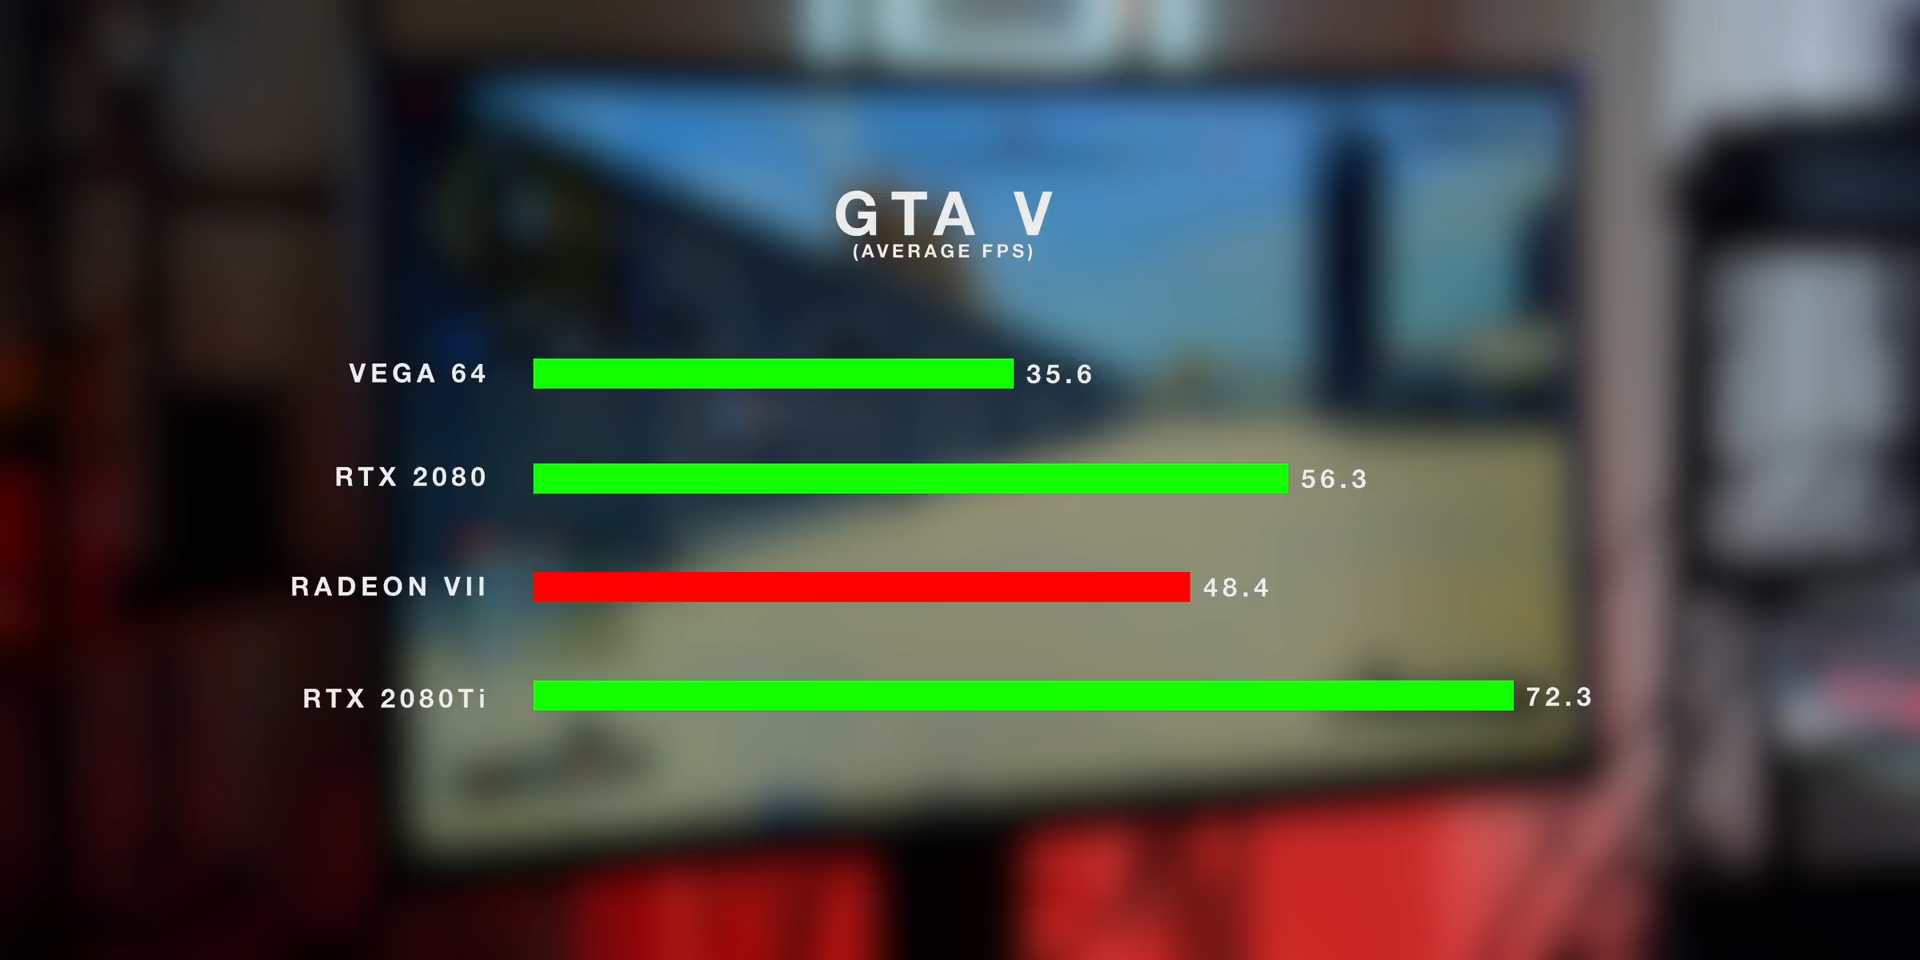 GTA V
(AVERAGE FPS)
VEGA 64 35.6
RTX 2080 56.3
RADEON VII 48.4
RTX 2080Ti 72.3